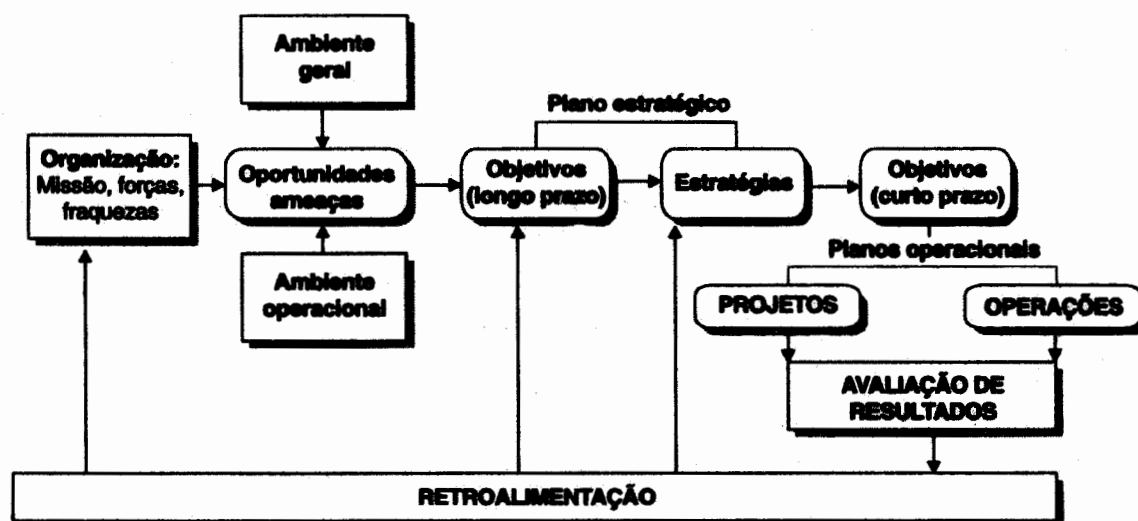 Ambiente
geral
Plano estratégico
Organização:
Missão, forças,
fraquezas
Oportunidades
ameaças
Objetivos
(longo prazo)
Estratégias
Objetivos
(curto prazo)
Ambiente
operacional
Planos operacionais
PROJETOS
OPERAÇÕES
AVALIAÇÃO DE
RESULTADOS
RETROALIMENTAÇÃO